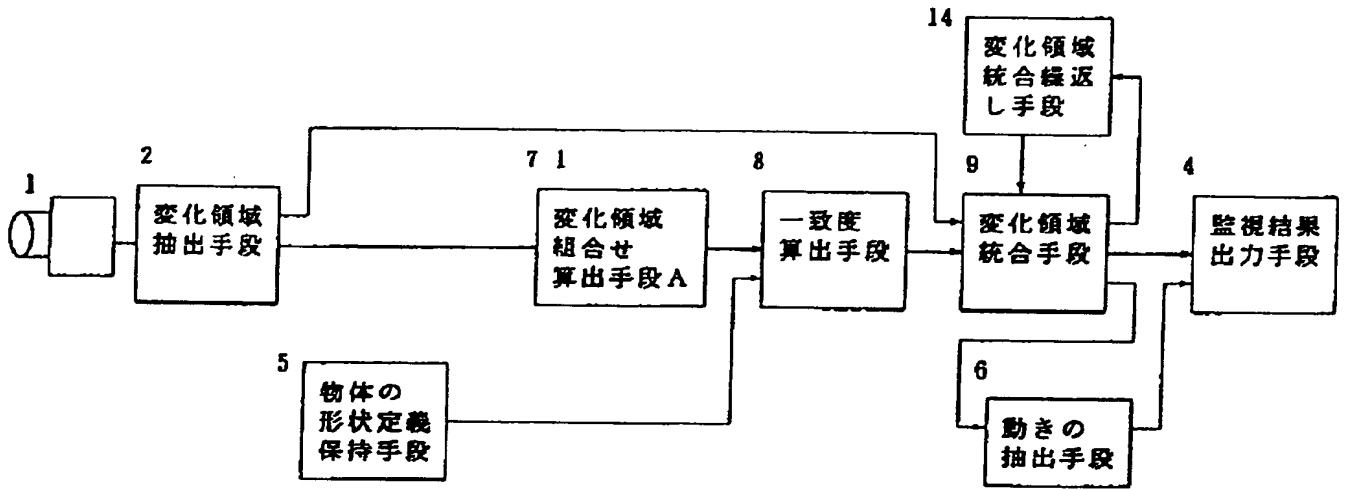 14
変化領域
統合繰返
し手段
1
2
変化領域
抽出手段
7 1
変化領域
組合せ
算出手段A
8
一致度
算出手段
9
変化領域
統合手段
4
監視結果
出力手段
5
物体の
形状定義
保持手段
6
動きの
抽出手段